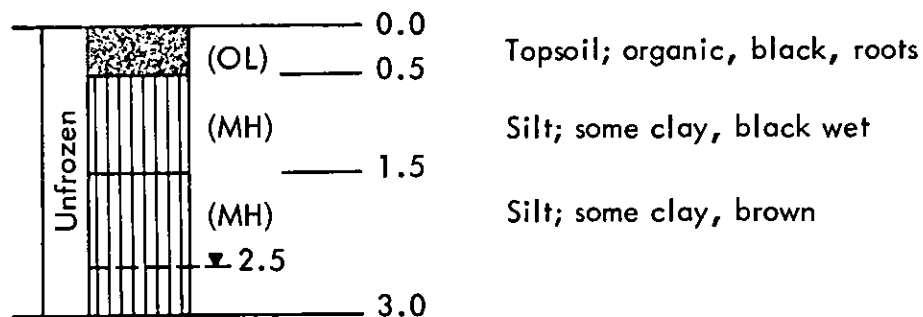 0.0
(OL)
0.5
Topsoil; organic, black, roots
Unfrozen
(MH)
Silt; some clay, black wet
1.5
(MH)
Silt; some clay, brown
2.5
3.0